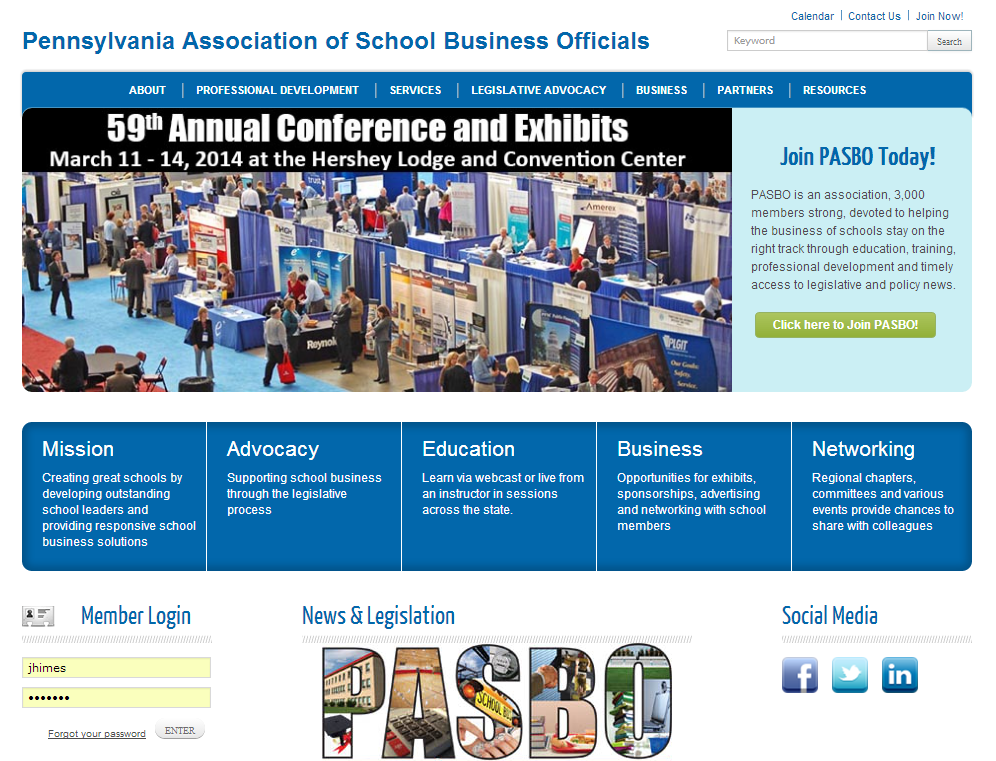 Calendar | Contact Us | Join Now!
Pennsylvania Association of School Business Officials
Keyword
Search
ABOUT | PROFESSIONAL DEVELOPMENT | SERVICES | LEGISLATIVE ADVOCACY | BUSINESS | PARTNERS | RESOURCES
59th Annual Conference and Exhibits
March 11 - 14, 2014 at the Hershey Lodge and Convention Center
trust
Amerex
Reynol
PLGIT
Join PASBO Today!
PASBO is an association, 3,000
members strong, devoted to helping
the business of schools stay on the
right track through education, training,
professional development and timely
access to legislative and policy news.
Click here to Join PASBO!
Mission
Creating great schools by
developing outstanding
school leaders and
providing responsive school
business solutions
Advocacy
Supporting school business
through the legislative
process
Education
Learn via webcast or live from
an instructor in sessions
across the state.
Business
Opportunities for exhibits,
sponsorships, advertising
and networking with school
members
Networking
Regional chapters,
committees and various
events provide chances to
share with colleagues
Member Login
jhimes
•••••••
Forgot your password
ENTER
News & Legislation
PASBO
SCHOOL BUS
Social Media
f
in